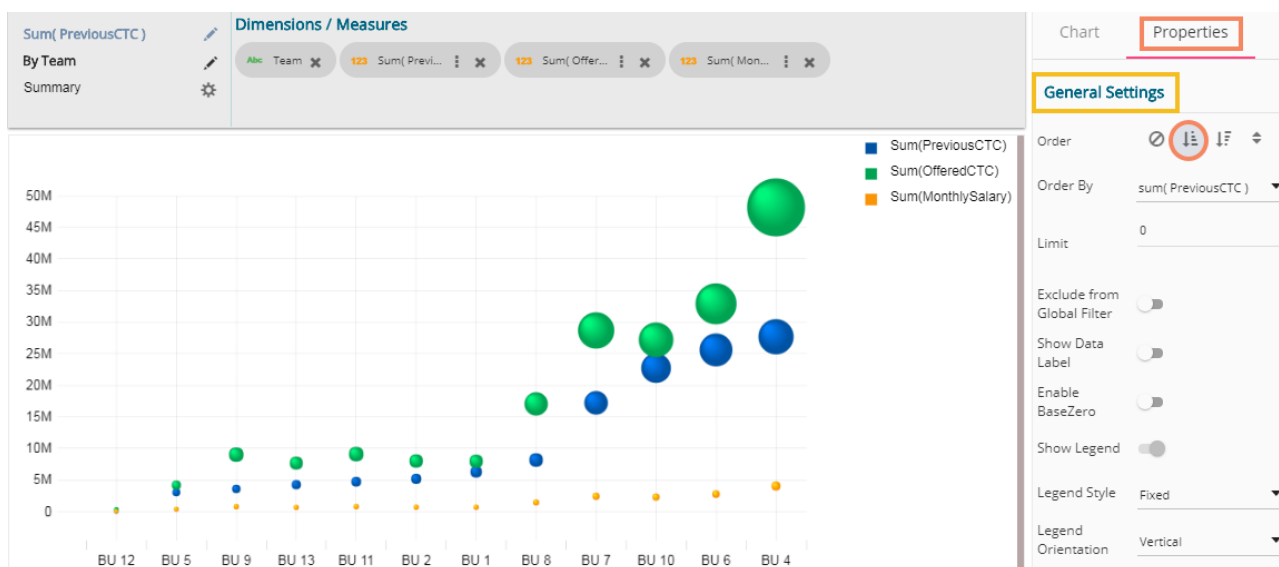 Sum( PreviousCTC )
By Team
Summary
Dimensions / Measures
Abc Team
123 Sum( Previ...
123 Sum( Offer...
123 Sum( Mon...
Chart
Properties
General Settings
Order
Order By
sum( PreviousCTC )
Limit
0
Exclude from
Global Filter
Show Data
Label
Enable
BaseZero
Show Legend
Legend Style
Fixed
Legend
Orientation
Vertical
Sum(PreviousCTC)
Sum(OfferedCTC)
Sum(MonthlySalary)
50M
45M
40M
35M
30M
25M
20M
15M
10M
5M
0
BU 12 BU 5 BU 9 BU 13 BU 11 BU 2 BU 1 BU 8 BU 7 BU 10 BU 6 BU 4